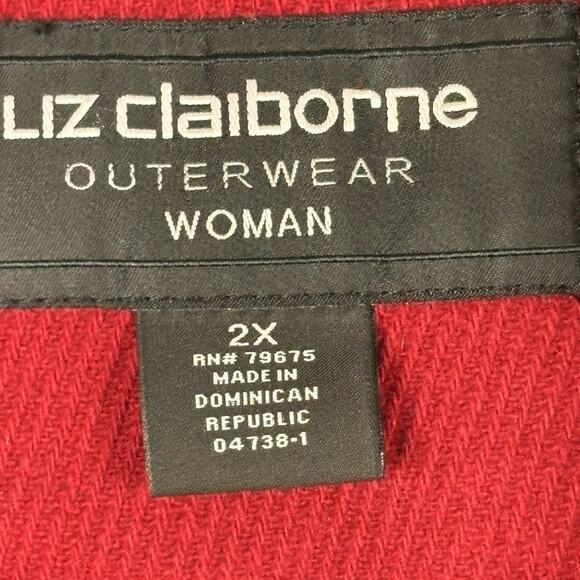 LIZ claiborne
OUTERWEAR
WOMAN
2X
RN# 79675
MADE IN
DOMINICAN
REPUBLIC
04738-1